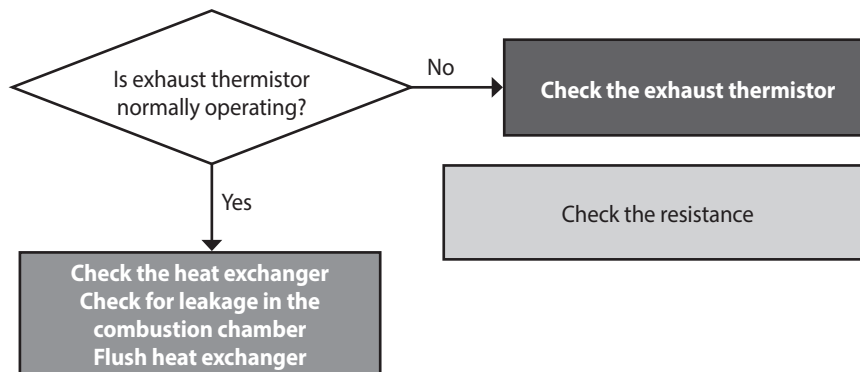 Is exhaust thermistor
normally operating?
No
Check the exhaust thermistor
Yes
Check the resistance
Check the heat exchanger
Check for leakage in the
combustion chamber
Flush heat exchanger